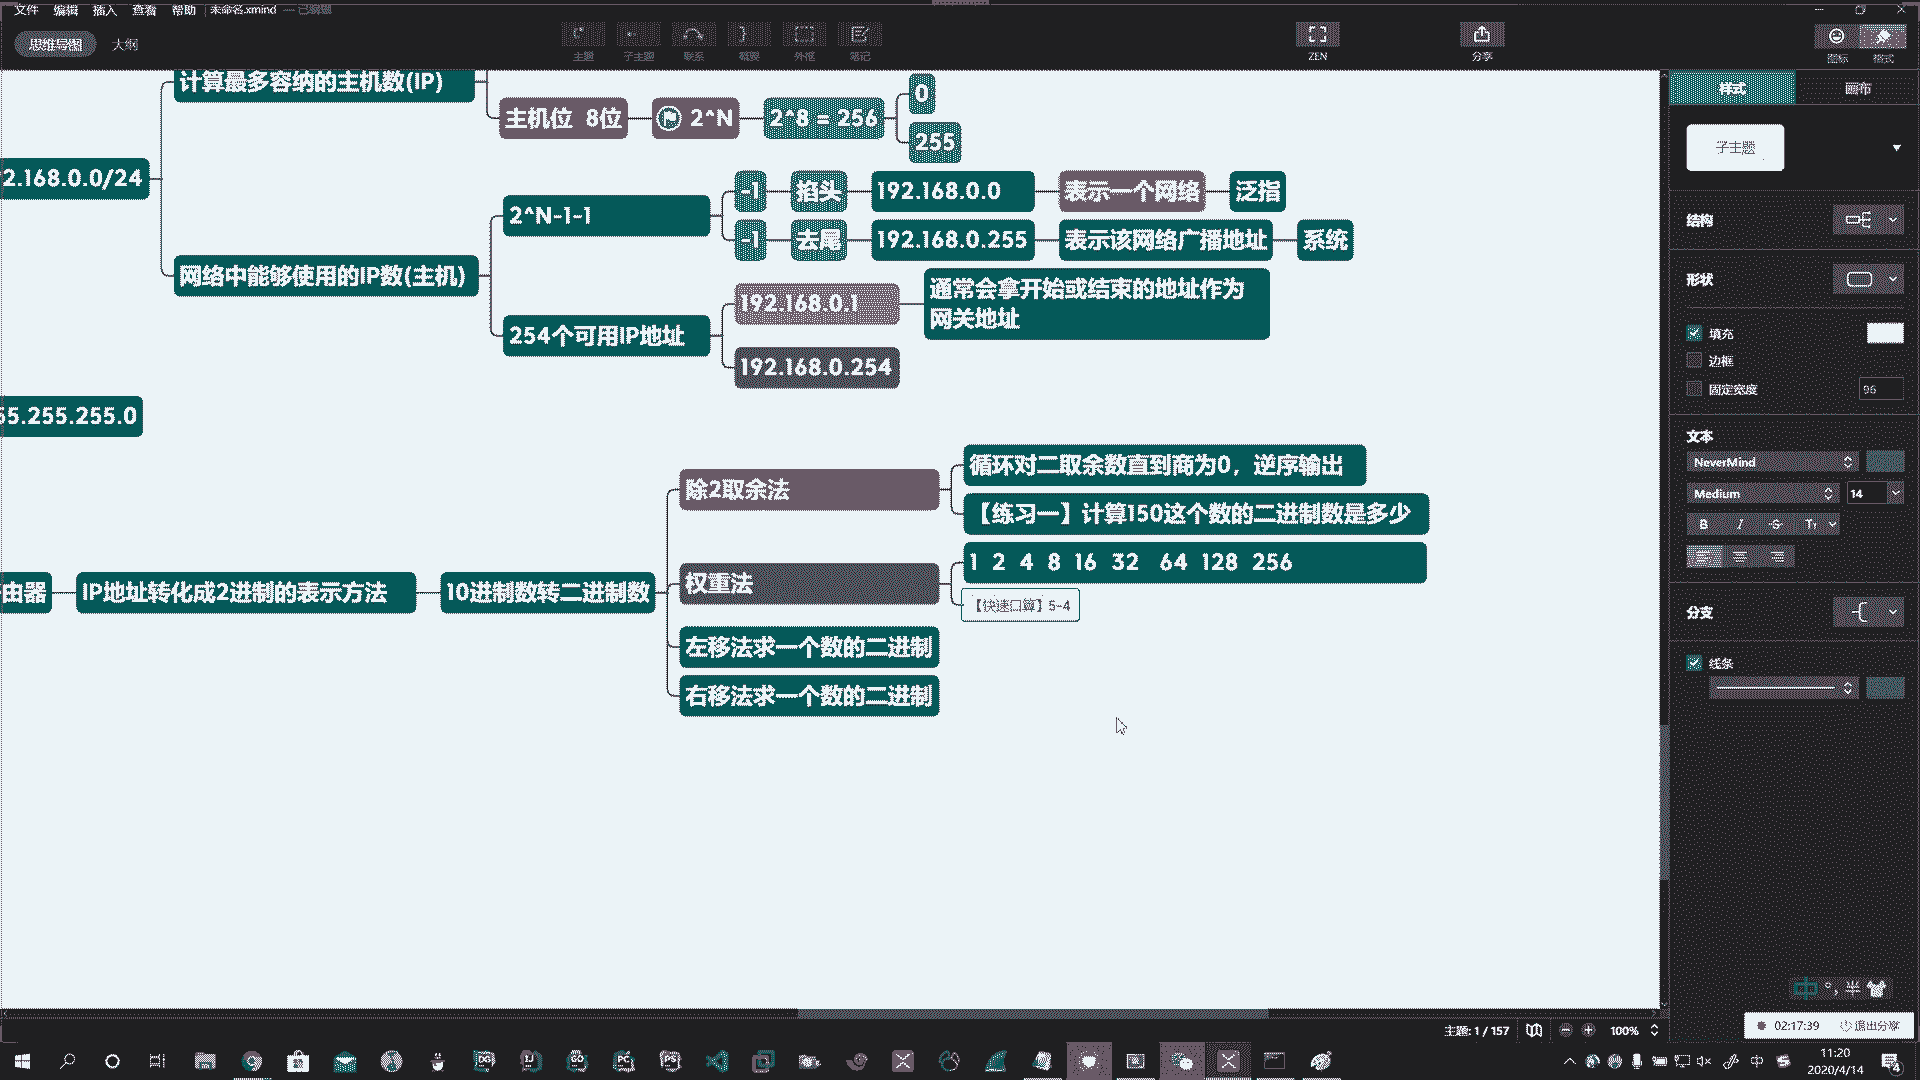 文件 编辑 插入 查看 帮助 未命名.xmind — 已编辑
思维导图 大纲
主题 子主题 联系 概要 外框 笔记 ZEN 分享 图标 格式
计算最多容纳的主机数(IP)
主机位 8位
2^N
2^8 = 256
0
255
2.168.0.0/24
网络中能够使用的IP数(主机)
2^N-1-1
-1 掐头 192.168.0.0 表示一个网络 泛指
-1 去尾 192.168.0.255 表示该网络广播地址 系统
254个可用IP地址
192.168.0.1
通常会拿开始或结束的地址作为
网关地址
192.168.0.254
55.255.255.0
由器
IP地址转化成2进制的表示方法
10进制数转二进制数
除2取余法
循环对二取余数直到商为0，逆序输出
【练习一】计算150这个数的二进制数是多少
权重法
1 2 4 8 16 32 64 128 256
【快速口算】5-4
左移法求一个数的二进制
右移法求一个数的二进制
样式 画布
子主题
结构
形状
填充
边框
固定宽度 96
文本
NeverMind
Medium 14
B I S Tт
分支
线条
中 °, 半
主题: 1 / 157 100%
02:17:39 退出分享
DG IJ GO PC PS
中
11:20
2020/4/14
4